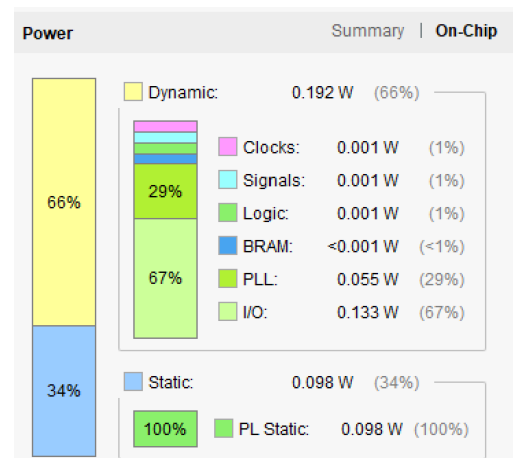 Power Summary | On-Chip
Dynamic: 0.192 W (66%)
Clocks: 0.001 W (1%)
29% Signals: 0.001 W (1%)
66% Logic: 0.001 W (1%)
BRAM: <0.001 W (<1%)
67% PLL: 0.055 W (29%)
I/O: 0.133 W (67%)
34% Static: 0.098 W (34%)
100% PL Static: 0.098 W (100%)